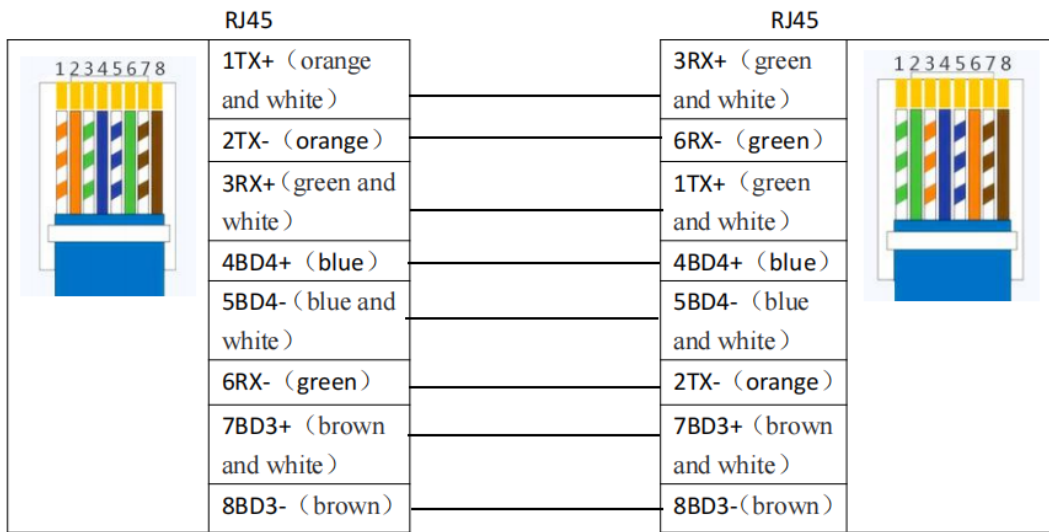 RJ45
RJ45
12345678
1TX+（orange
and white）
2TX-（orange）
3RX+（green and
white）
4BD4+（blue）
5BD4-（blue and
white）
6RX-（green）
7BD3+（brown
and white）
8BD3-（brown）
3RX+（green
and white）
6RX-（green）
1TX+（green
and white）
4BD4+（blue）
5BD4-（blue
and white）
2TX-（orange）
7BD3+（brown
and white）
8BD3-(brown）
12345678